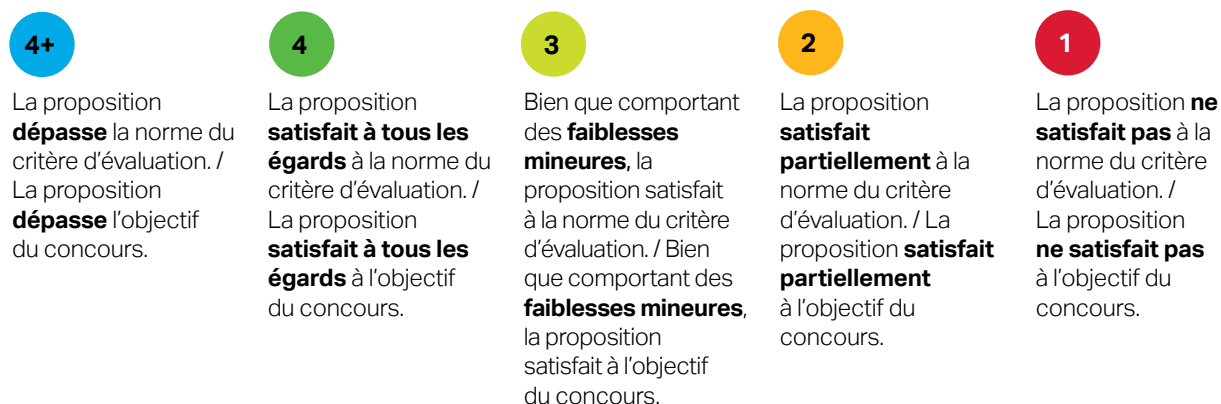 4+
La proposition
dépasse la norme du
critère d'évaluation. /
La proposition
dépasse l'objectif
du concours.
4
La proposition
satisfait à tous les
égards à la norme du
critère d'évaluation. /
La proposition
satisfait à tous les
égards à l'objectif
du concours.
3
Bien que comportant
des faiblesses
mineures, la
proposition satisfait
à la norme du critère
d'évaluation. / Bien
que comportant des
faiblesses mineures,
la proposition
satisfait à l'objectif
du concours.
2
La proposition
satisfait
partiellement à la
norme du critère
d'évaluation. / La
proposition satisfait
partiellement
à l'objectif du
concours.
1
La proposition ne
satisfait pas à la
norme du critère
d'évaluation. /
La proposition
ne satisfait pas
à l'objectif du
concours.